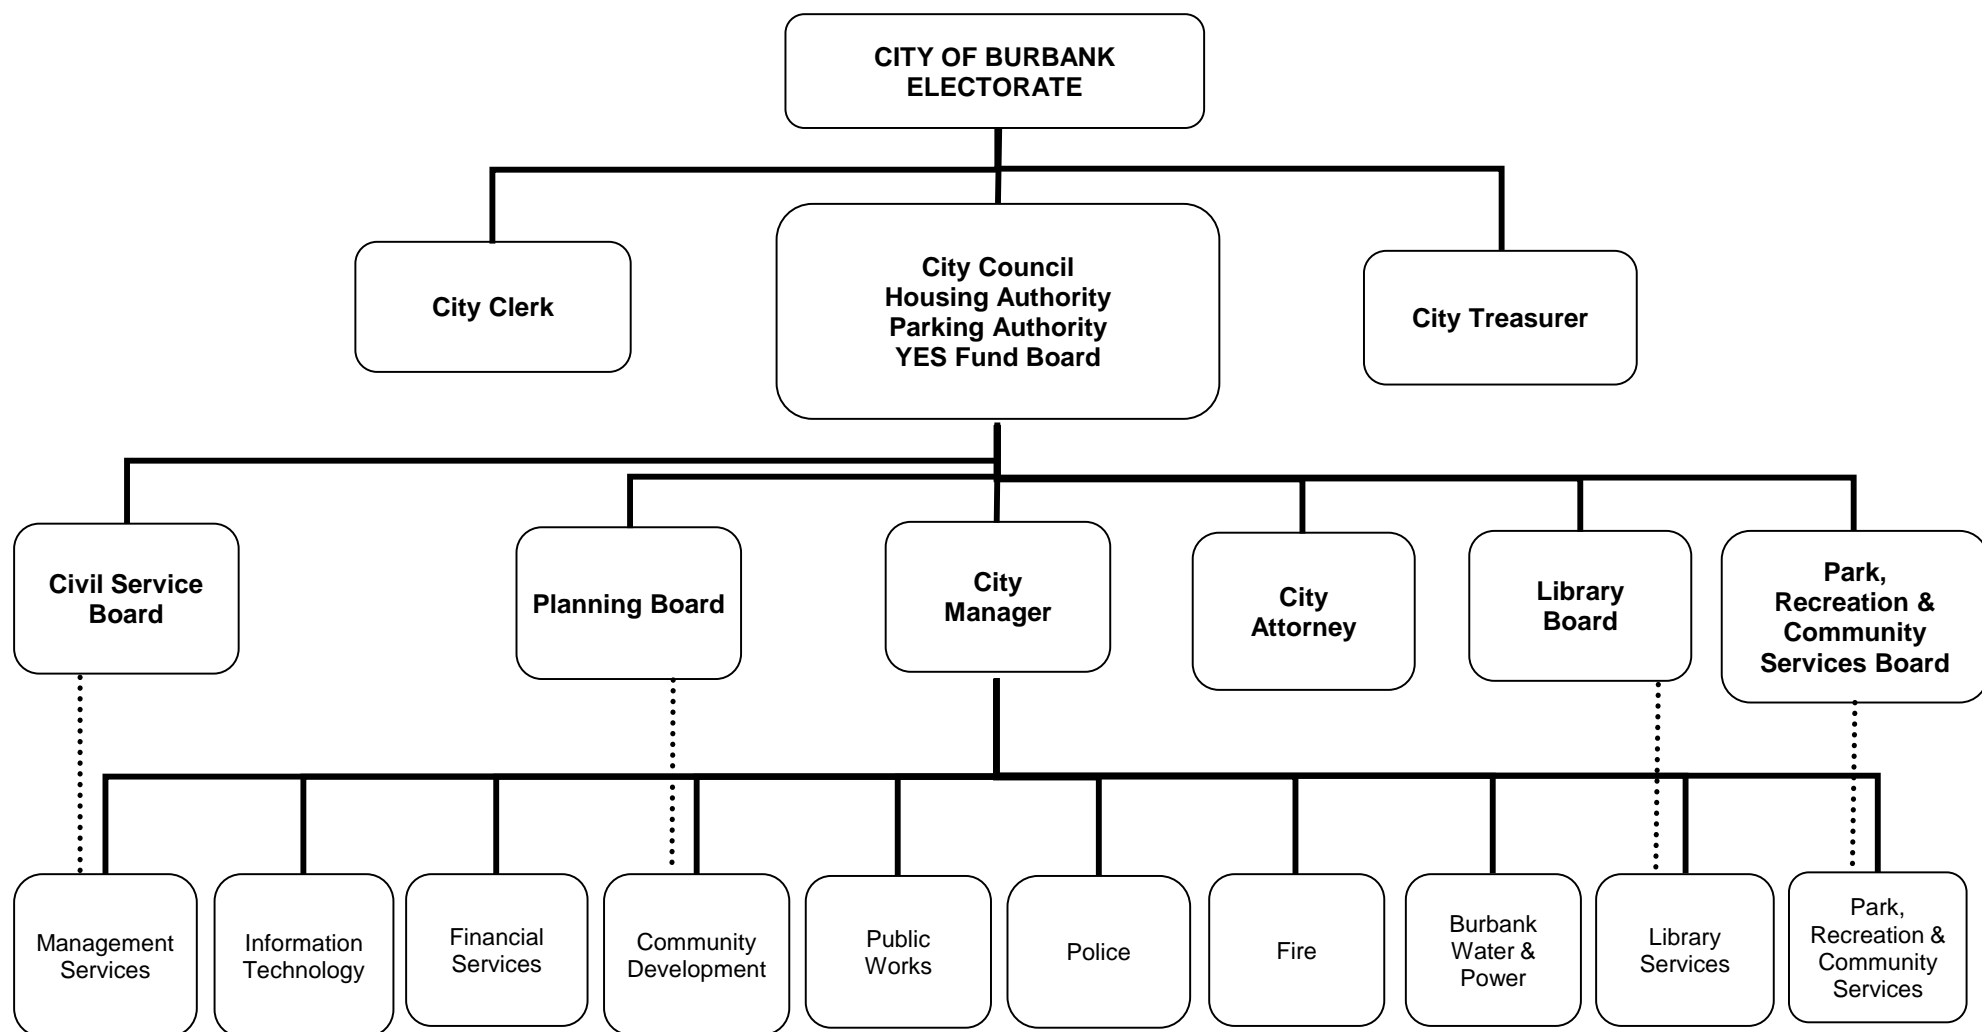 CITY OF BURBANK
ELECTORATE
City Clerk
City Council
Housing Authority
Parking Authority
YES Fund Board
City Treasurer
Civil Service
Board
Planning Board
City
Manager
City
Attorney
Library
Board
Park,
Recreation &
Community
Services Board
Management
Services
Information
Technology
Financial
Services
Community
Development
Public
Works
Police
Fire
Burbank
Water &
Power
Library
Services
Park,
Recreation &
Community
Services